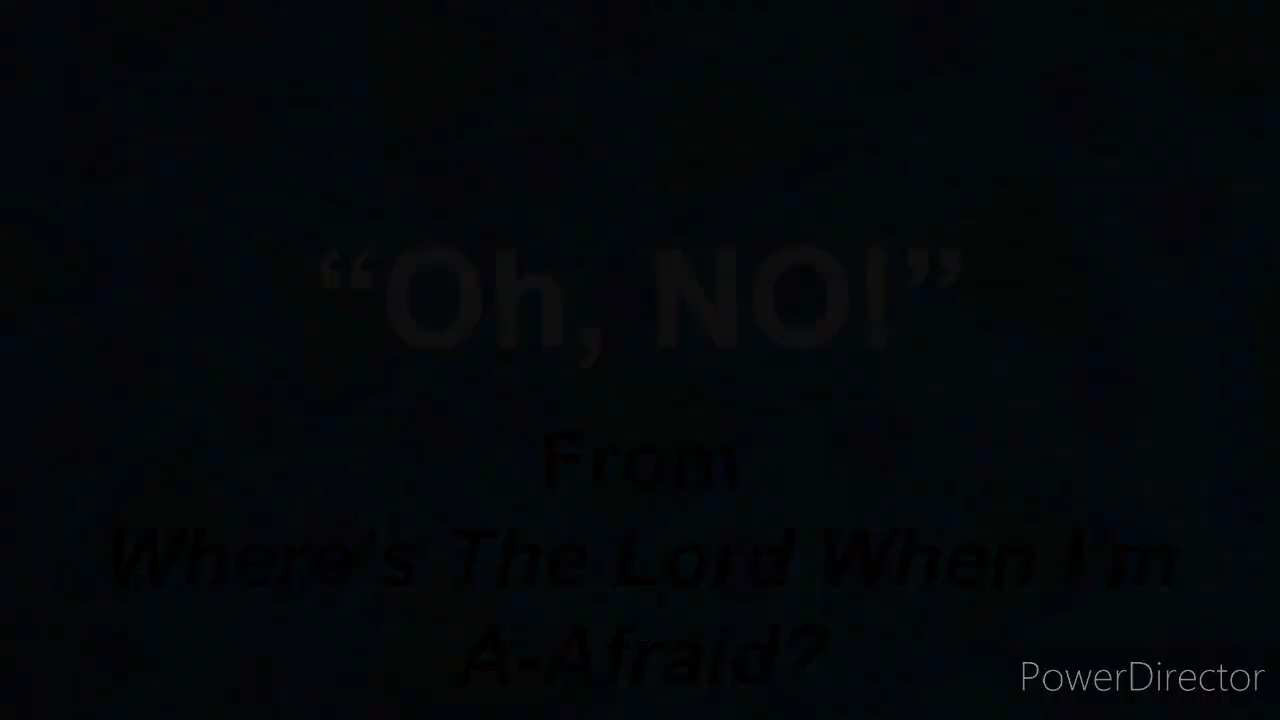 “Oh, NO!”
From
Where's The Lord When I'm
A-Afraid?
PowerDirector